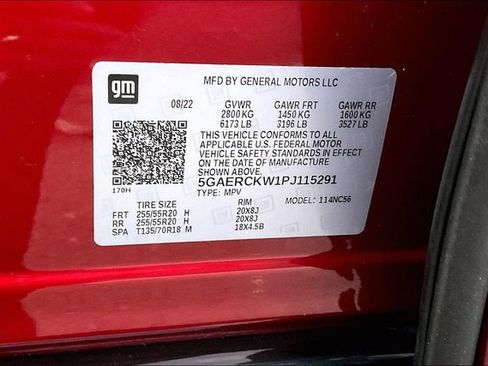 gm
MFD BY GENERAL MOTORS LLC
08/22 GVWR GAWR FRT GAWR RR
2800 KG 1450 KG 1600 KG
6173 LB 3196 LB 3527 LB
THIS VEHICLE CONFORMS TO ALL
APPLICABLE U.S. FEDERAL MOTOR
VEHICLE SAFETY STANDARDS IN EFFECT
ON THE DATE OF MANUFACTURE
SHOWN ABOVE.
170H 5GAERCKW1PJ115291
TYPE: MPV MODEL: 114NC56
TIRE SIZE RIM
FRT 255/55R20 H 20X8J
RR 255/55R20 H 20X8J
SPA T135/70R18 M 18X4.5B